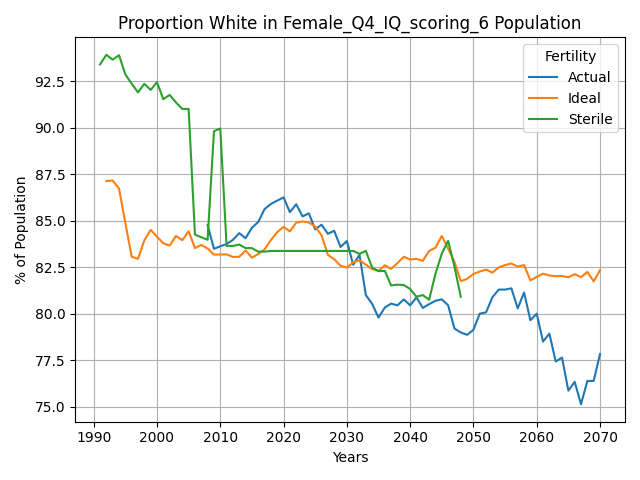 Proportion White in Female_Q4_IQ_scoring_6 Population
Fertility
Actual
Ideal
Sterile
% of Population
92.5
90.0
87.5
85.0
82.5
80.0
77.5
75.0
1990 2000 2010 2020 2030 2040 2050 2060 2070
Years